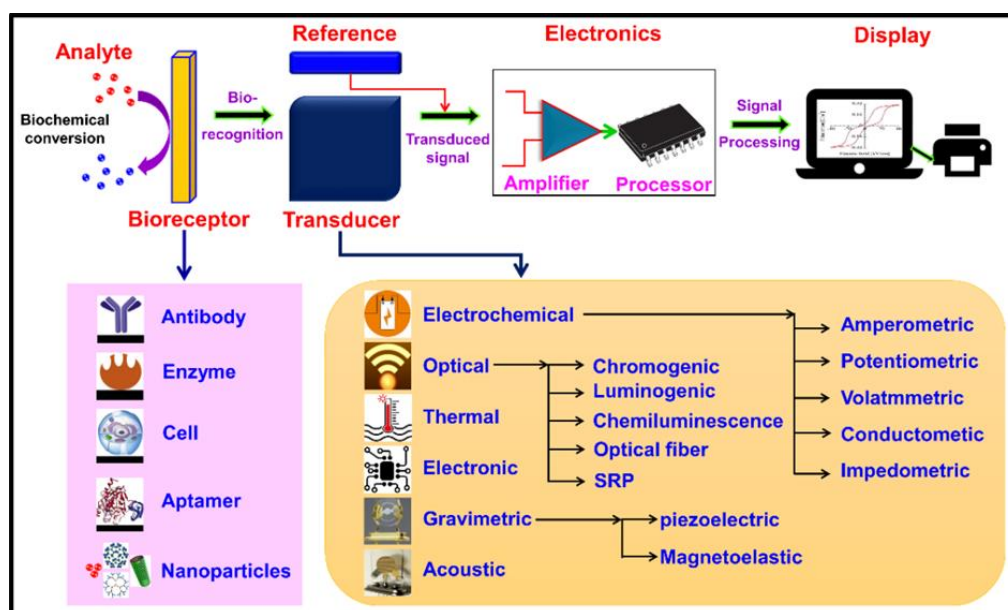 Analyte
Reference
Electronics
Display
Biochemical
conversion
Bio-
recognition
Transduced
signal
Amplifier
Processor
Signal
Processing
Bioreceptor
Transducer
Antibody
Enzyme
Cell
Aptamer
Nanoparticles
Electrochemical
Optical
Thermal
Electronic
Gravimetric
Acoustic
Chromogenic
Luminogenic
Chemiluminescence
Optical fiber
SRP
piezoelectric
Magnetoelastic
Amperometric
Potentiometric
Volatmmetric
Conductometic
Impedometric